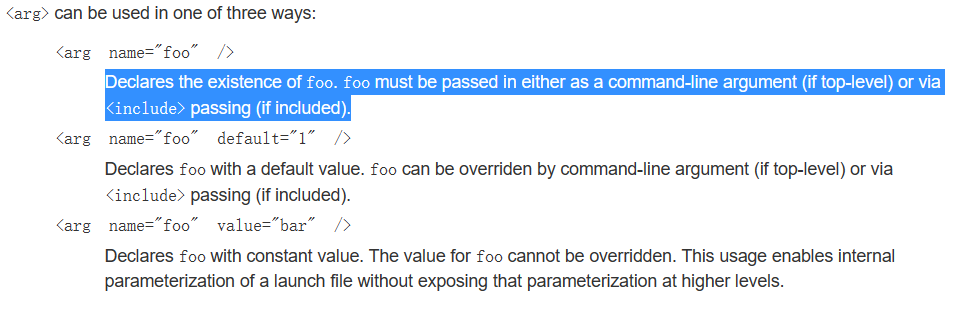 <arg> can be used in one of three ways:
<arg name="foo" />
Declares the existence of foo. foo must be passed in either as a command-line argument (if top-level) or via
<include> passing (if included).
<arg name="foo" default="1" />
Declares foo with a default value. foo can be overriden by command-line argument (if top-level) or via
<include> passing (if included).
<arg name="foo" value="bar" />
Declares foo with constant value. The value for foo cannot be overridden. This usage enables internal
parameterization of a launch file without exposing that parameterization at higher levels.